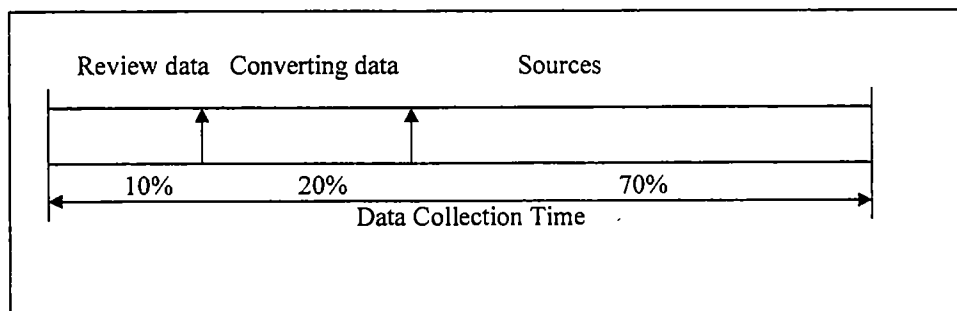 Review data Converting data Sources
10% 20% 70%
Data Collection Time